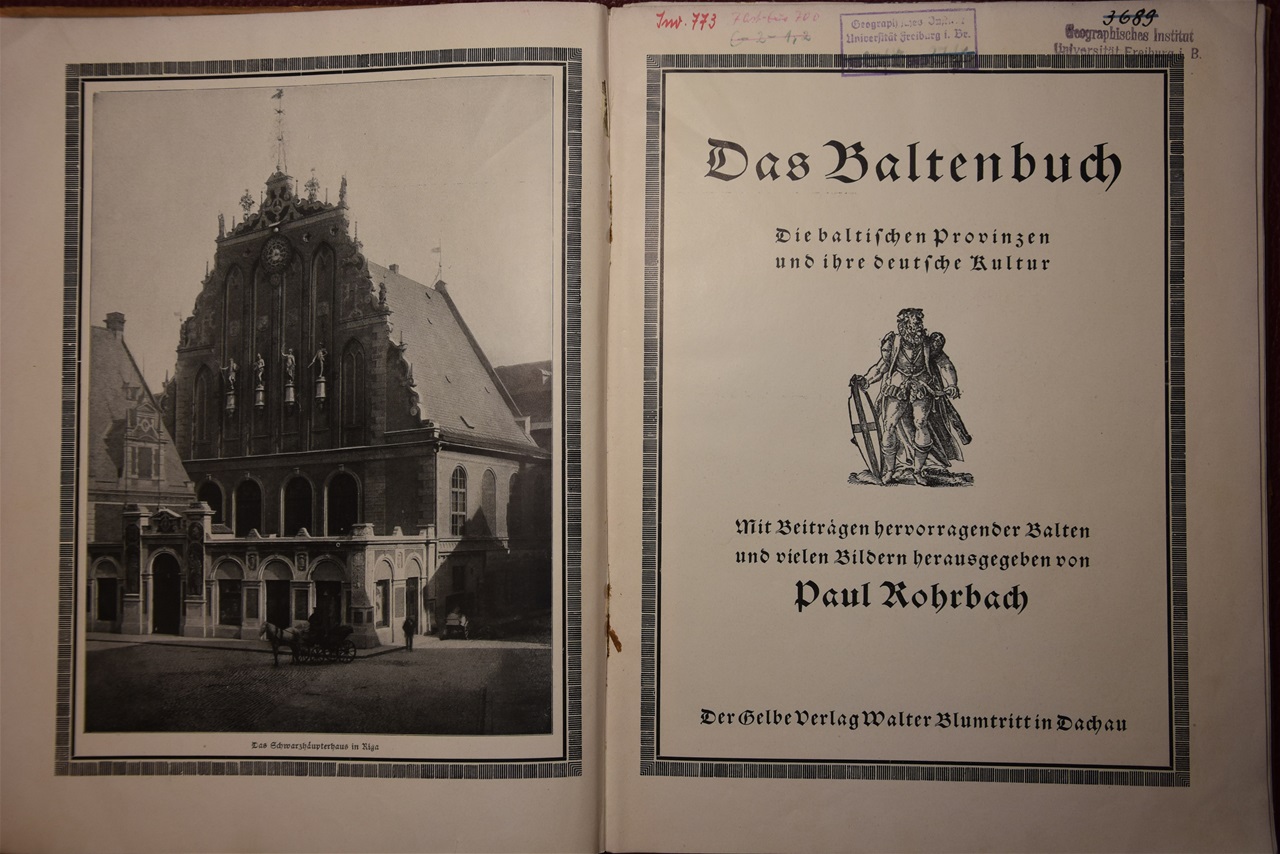 Das Schwarzhäupterhaus in Riga
Inv. 773
Geographisches Institut
Universität Freiburg i. Br.
3689
Geographisches Institut
Universität Freiburg i. B.
Das Baltenbuch
Die baltischen Provinzen
und ihre deutsche Kultur
Mit Beiträgen hervorragender Balten
und vielen Bildern herausgegeben von
Paul Rohrbach
Der Gelbe Verlag Walter Blumtritt in Dachau